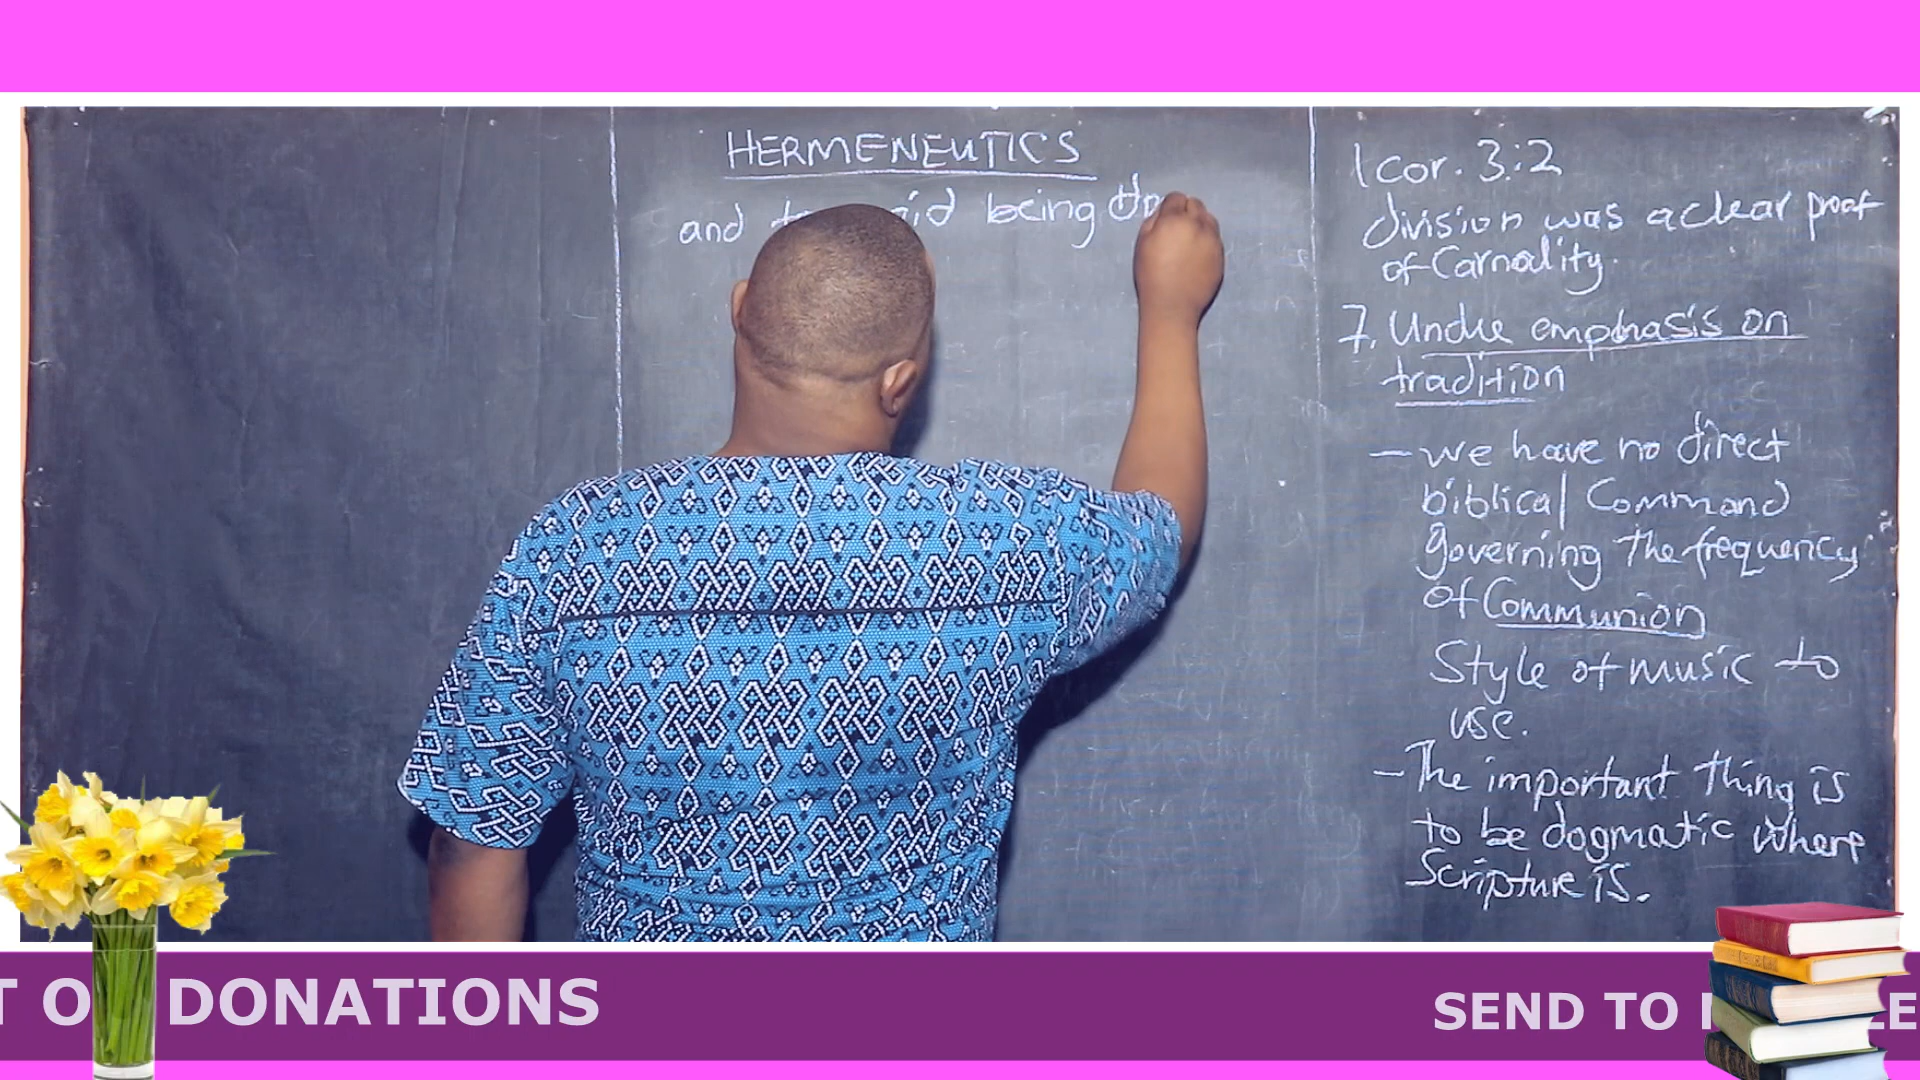 HERMENEUTICS
and being
1 Cor. 3:2
division was a clear proof
of Carnality.
7. Undue emphasis on
tradition
- we have no direct
biblical Command
governing the frequency
of Communion
Style of music to
use.
- The important thing is
to be dogmatic where
Scripture is.
DONATIONS
SEND TO